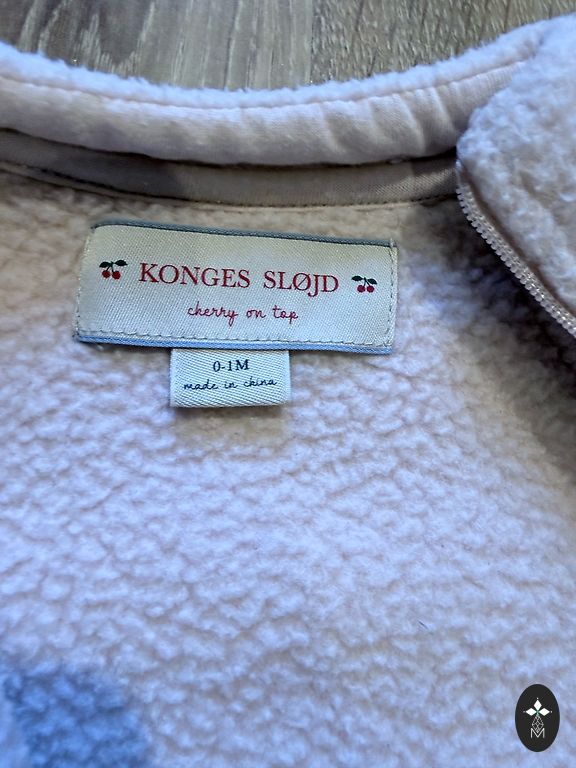 KONGES SLØJD
cherry on top
0-1M
made in china
M